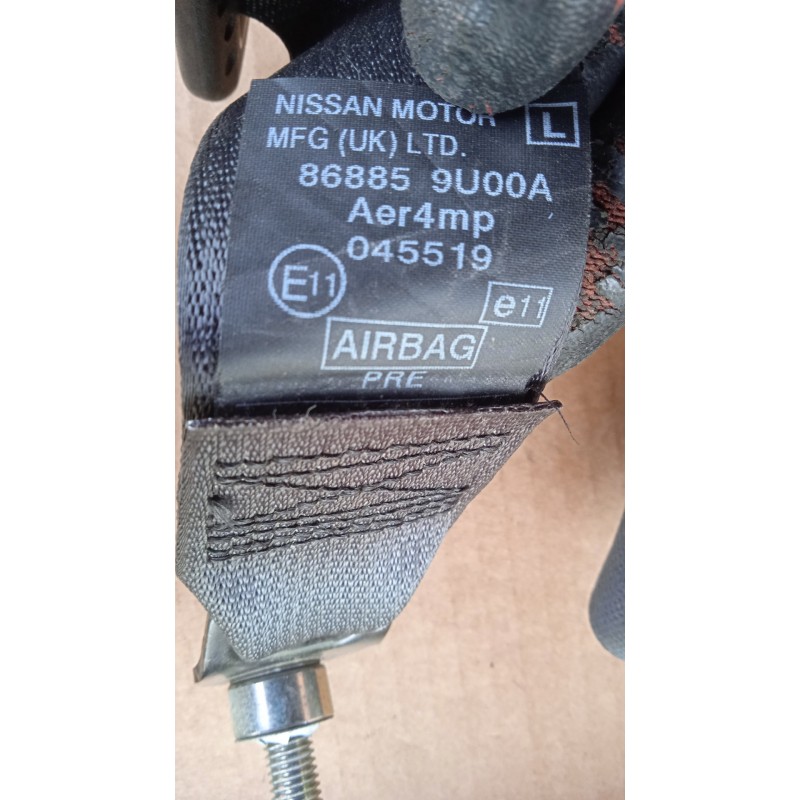 NISSAN MOTOR L
MFG (UK) LTD.
86885 9U00A
Aer4mp
045519
E11 e11
AIRBAG
PRE